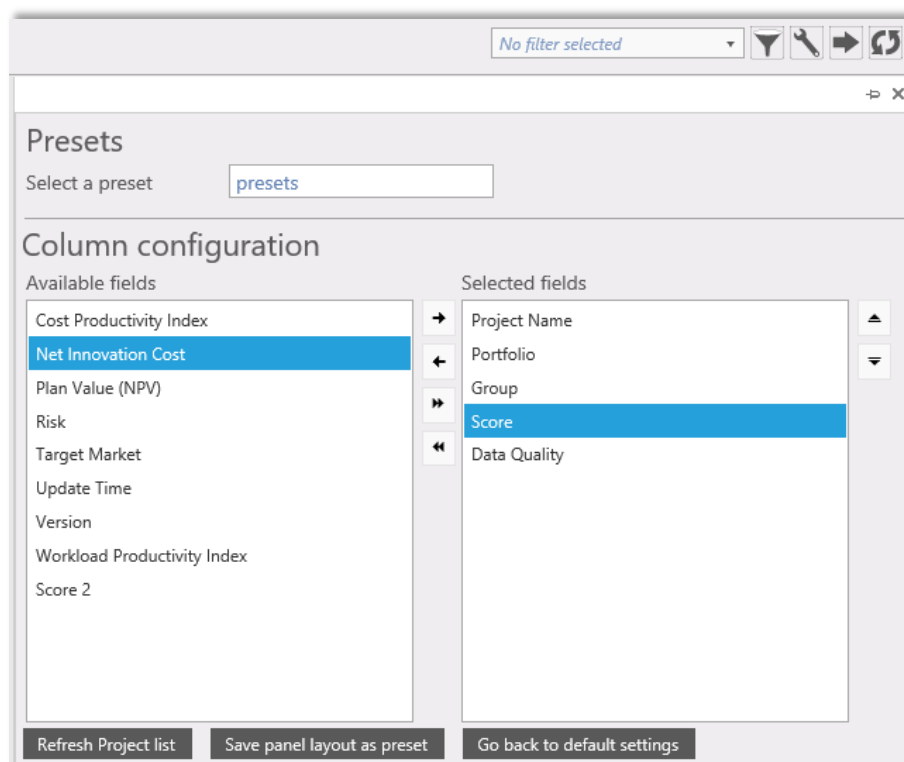 No filter selected
Presets
Select a preset
presets
Column configuration
Available fields
Selected fields
Cost Productivity Index
Net Innovation Cost
Plan Value (NPV)
Risk
Target Market
Update Time
Version
Workload Productivity Index
Score 2
Project Name
Portfolio
Group
Score
Data Quality
Refresh Project list
Save panel layout as preset
Go back to default settings